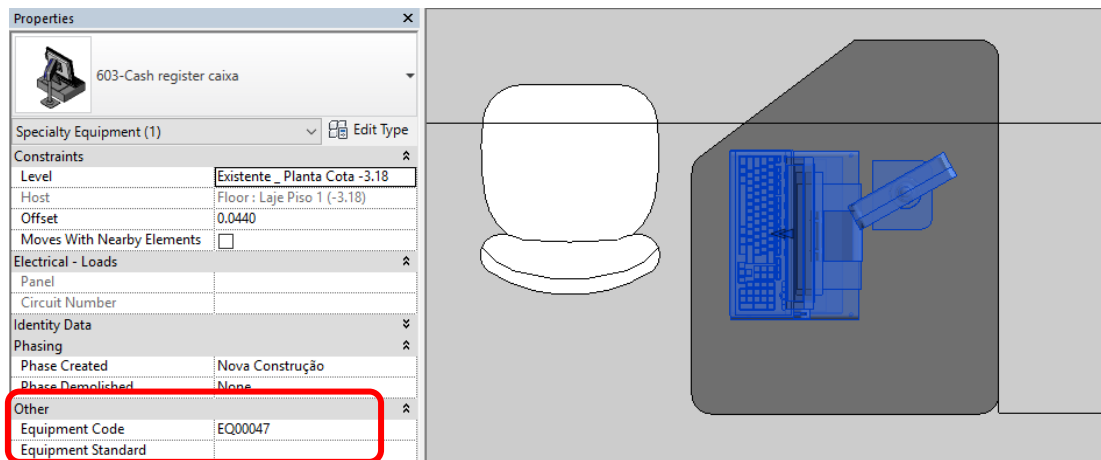 Properties
603-Cash register caixa
Specialty Equipment (1)
Edit Type
Constraints
Level Existente _ Planta Cota -3.18
Host Floor : Laje Piso 1 (-3.18)
Offset 0.0440
Moves With Nearby Elements
Electrical - Loads
Panel
Circuit Number
Identity Data
Phasing
Phase Created Nova Construção
Phase Demolished None
Other
Equipment Code EQ00047
Equipment Standard